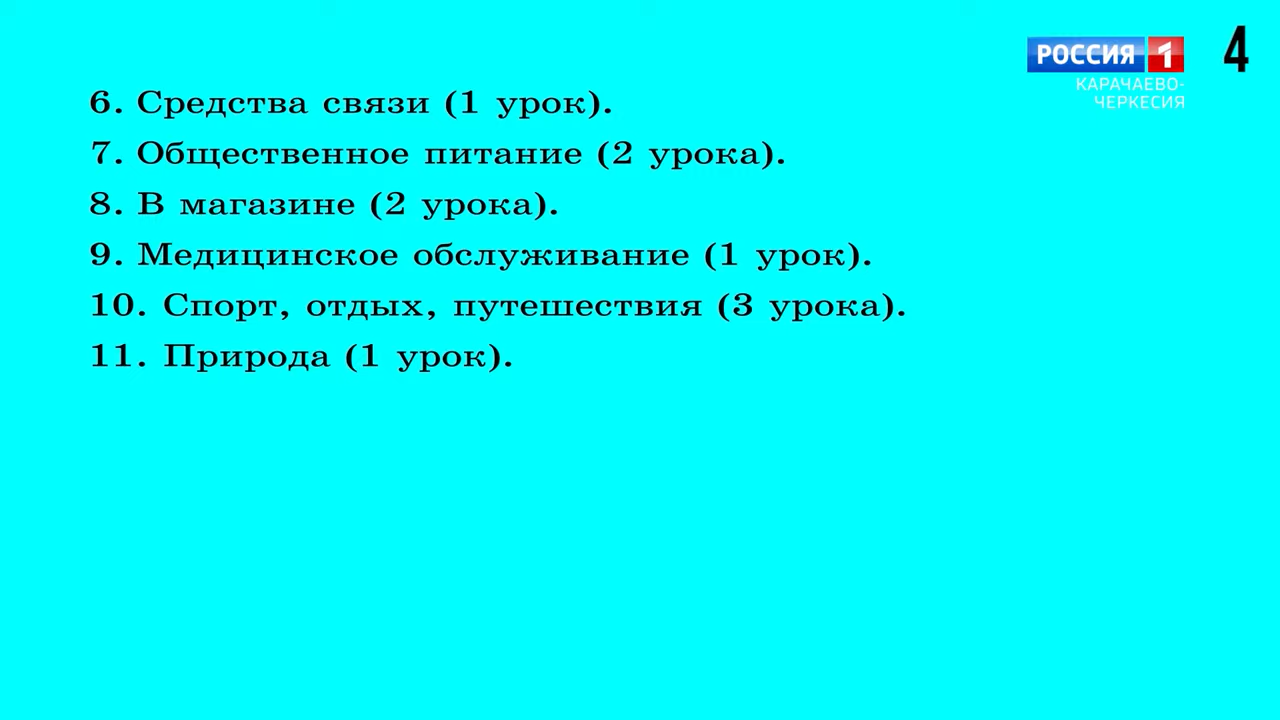 РОССИЯ 1
КАРАЧАЕВО-
ЧЕРКЕСИЯ
4
6. Средства связи (1 урок).
7. Общественное питание (2 урока).
8. В магазине (2 урока).
9. Медицинское обслуживание (1 урок).
10. Спорт, отдых, путешествия (3 урока).
11. Природа (1 урок).